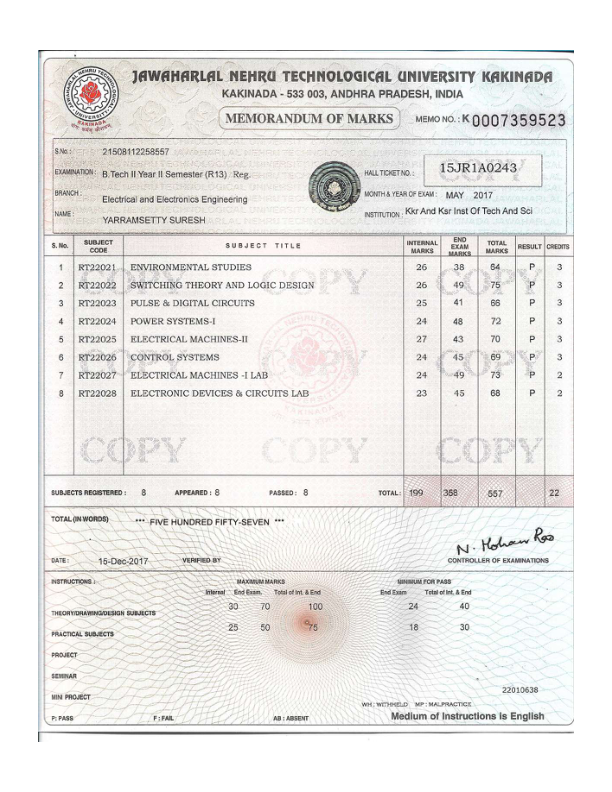 JAWAHARLAL NEHRU TECHNOLOGICAL UNIVERSITY KAKINADA
KAKINADA - 533 003, ANDHRA PRADESH, INDIA
MEMORANDUM OF MARKS
MEMO NO. : K 0007359523
S.No : 21508112258557
EXAMINATION : B.Tech II Year II Semester (R13) Reg.
HALL TICKET NO. : 15JR1A0243
BRANCH : Electrical and Electronics Engineering
MONTH & YEAR OF EXAM : MAY 2017
NAME : YARRAMSETTY SURESH
INSTITUTION : Kkr And Ksr Inst Of Tech And Sci
S. No. SUBJECT CODE SUBJECT TITLE INTERNAL MARKS END EXAM MARKS TOTAL MARKS RESULT CREDITS
1 RT22021 ENVIRONMENTAL STUDIES 26 38 64 P 3
2 RT22022 SWITCHING THEORY AND LOGIC DESIGN 26 49 75 P 3
3 RT22023 PULSE & DIGITAL CIRCUITS 25 41 66 P 3
4 RT22024 POWER SYSTEMS-I 24 48 72 P 3
5 RT22025 ELECTRICAL MACHINES-II 27 43 70 P 3
6 RT22026 CONTROL SYSTEMS 24 45 69 P 3
7 RT22027 ELECTRICAL MACHINES -I LAB 24 49 73 P 2
8 RT22028 ELECTRONIC DEVICES & CIRCUITS LAB 23 45 68 P 2
COPY COPY COPY
SUBJECTS REGISTERED : 8 APPEARED : 8 PASSED : 8 TOTAL : 199 358 557 22
TOTAL (IN WORDS) *** FIVE HUNDRED FIFTY-SEVEN ***
N. Mohan Rao
DATE : 15-Dec-2017 VERIFIED BY CONTROLLER OF EXAMINATIONS
INSTRUCTIONS : MAXIMUM MARKS MINIMUM FOR PASS
Internal End Exam. Total of Int. & End End Exam Total of Int. & End
THEORY/DRAWING/DESIGN SUBJECTS 30 70 100 24 40
PRACTICAL SUBJECTS 25 50 75 18 30
PROJECT
SEMINAR
22010638
MINI PROJECT
WH : WITHHELD MP : MALPRACTICE
P: PASS F : FAIL AB : ABSENT Medium of Instructions is English